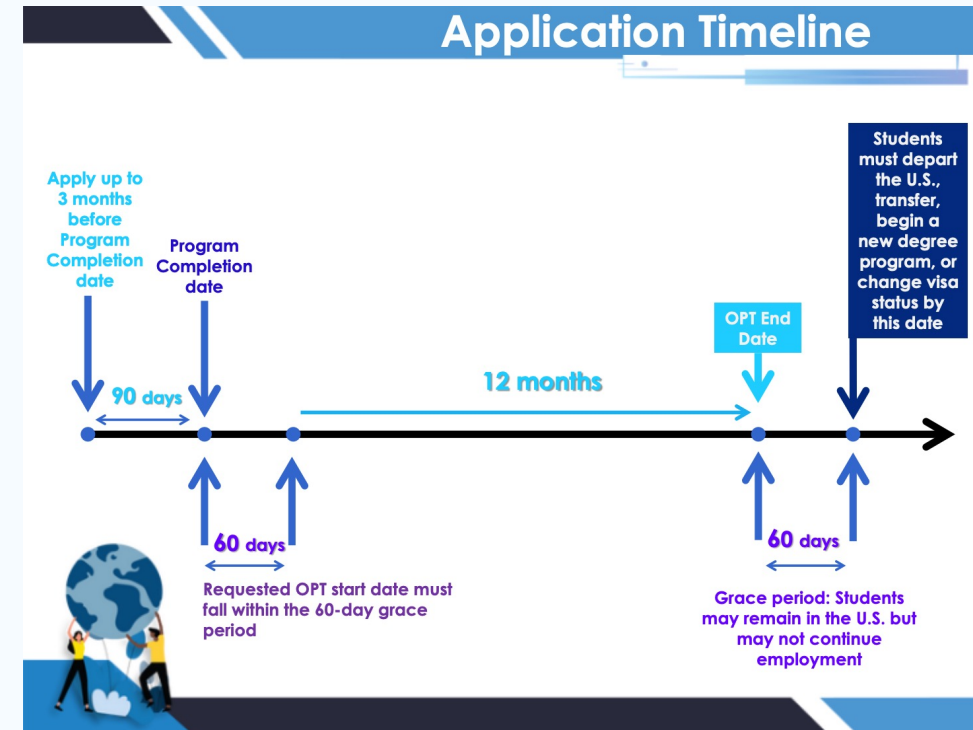 Application Timeline
Apply up to
3 months
before
Program
Completion
date
Program
Completion
date
Students
must depart
the U.S.,
transfer,
begin a
new degree
program, or
change visa
status by
this date
OPT End
Date
90 days
12 months
60 days
Requested OPT start date must
fall within the 60-day grace
period
60 days
Grace period: Students
may remain in the U.S. but
may not continue
employment